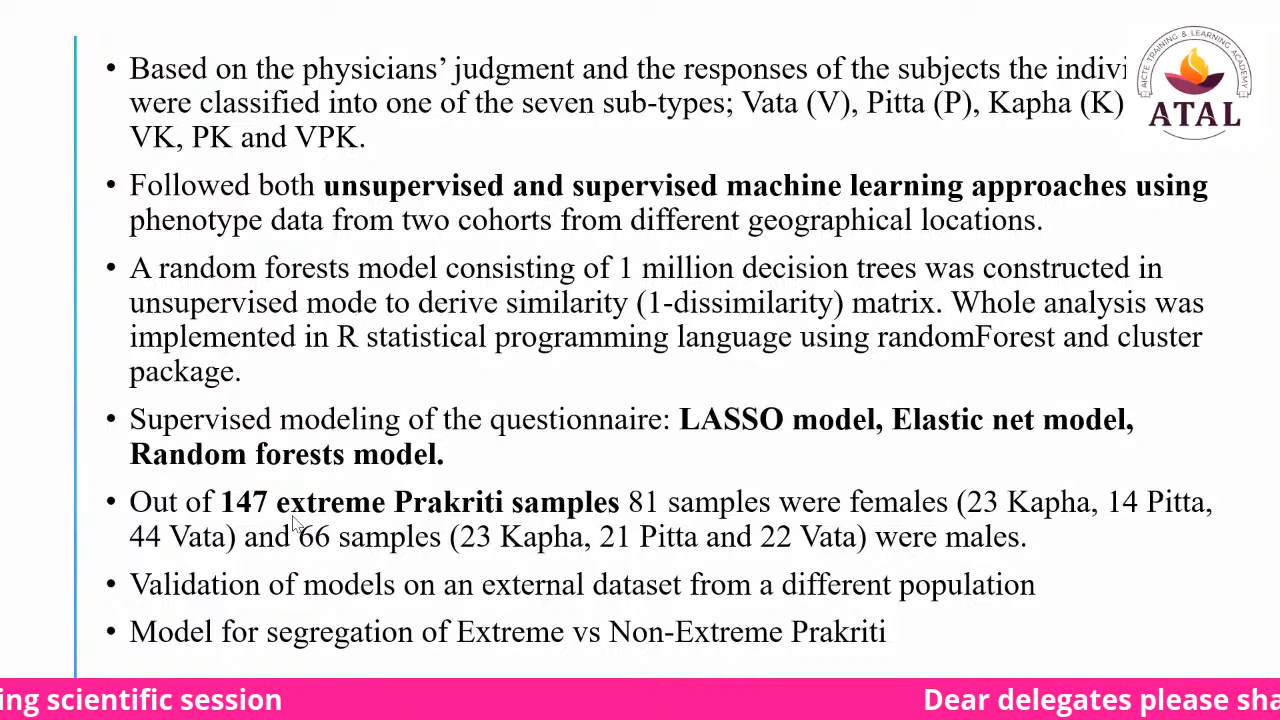 • Based on the physicians' judgment and the responses of the subjects the
were classified into one of the seven sub-types; Vata (V), Pitta (P), Kapha (K)
VK, PK and VPK.
• Followed both unsupervised and supervised machine learning approaches using
phenotype data from two cohorts from different geographical locations.
• A random forests model consisting of 1 million decision trees was constructed in
unsupervised mode to derive similarity (1-dissimilarity) matrix. Whole analysis was
implemented in R statistical programming language using randomForest and cluster
package.
• Supervised modeling of the questionnaire: LASSO model, Elastic net model,
Random forests model.
• Out of 147 extreme Prakriti samples 81 samples were females (23 Kapha, 14 Pitta,
44 Vata) and 66 samples (23 Kapha, 21 Pitta and 22 Vata) were males.
• Validation of models on an external dataset from a different population
• Model for segregation of Extreme vs Non-Extreme Prakriti
AICTE TRAINING & LEARNING ACADEMY
ATAL
ing scientific session
Dear delegates please sha